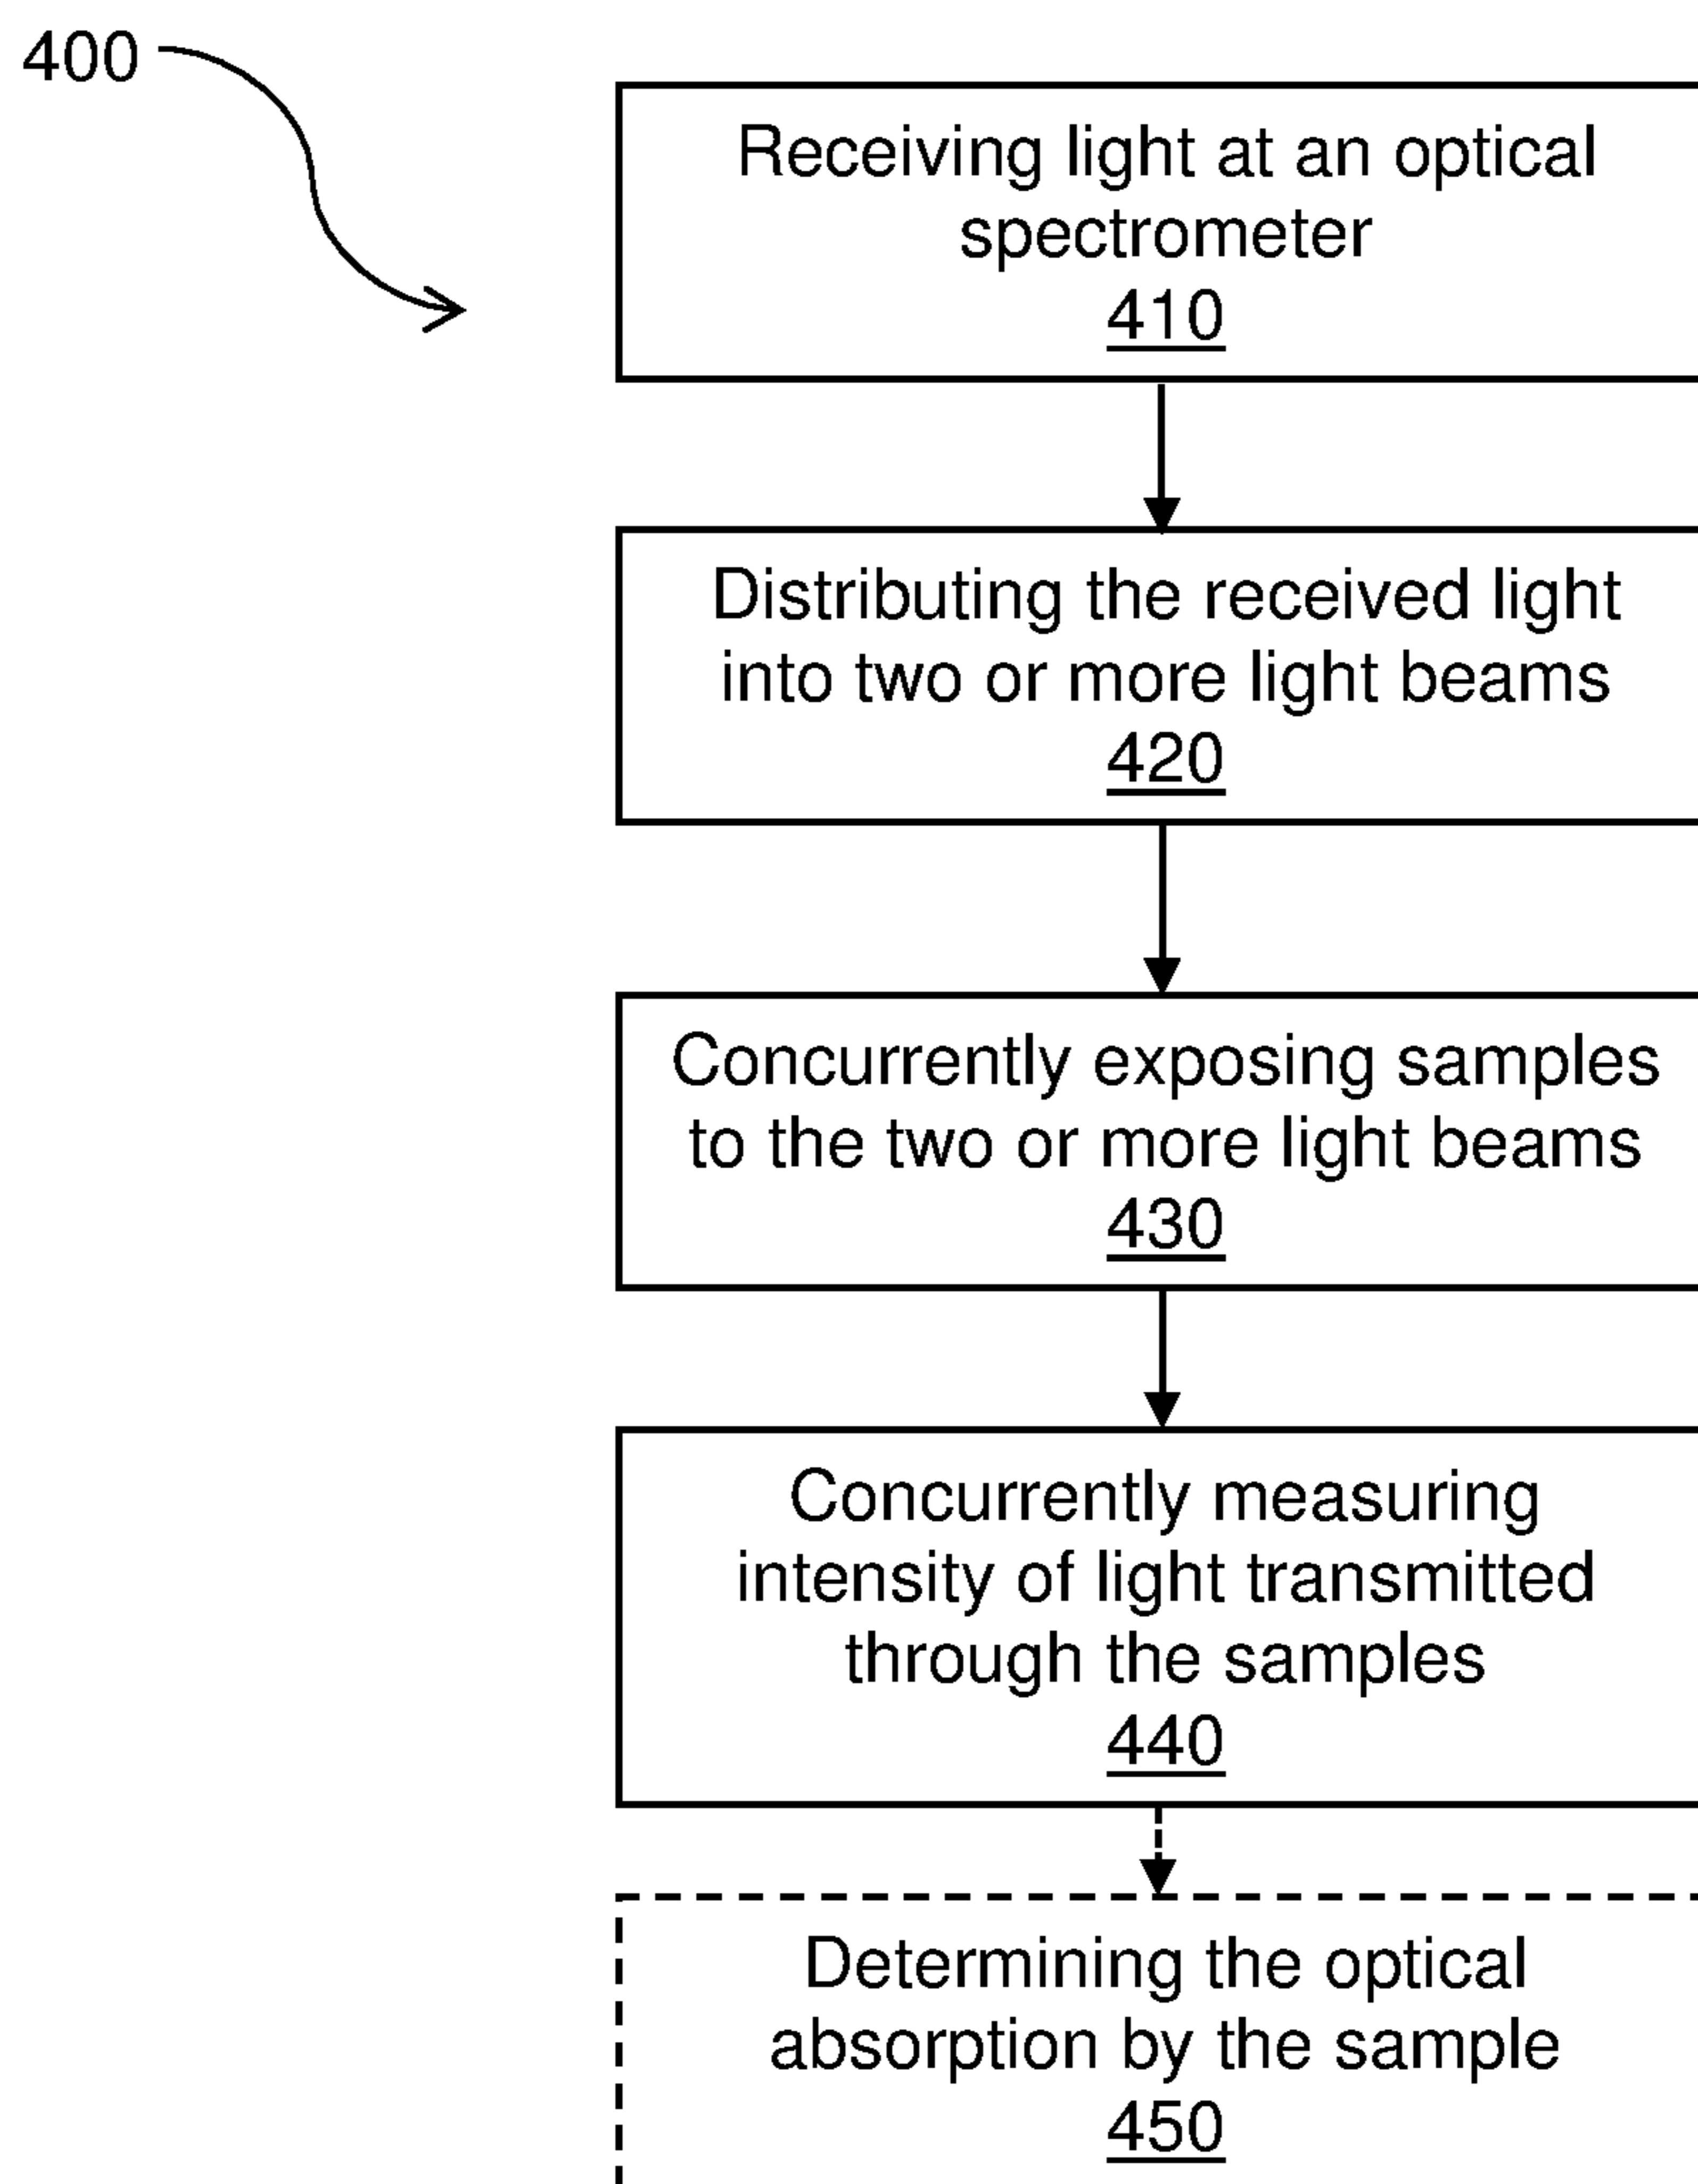 400
Receiving light at an optical
spectrometer
410
Distributing the received light
into two or more light beams
420
Concurrently exposing samples
to the two or more light beams
430
Concurrently measuring
intensity of light transmitted
through the samples
440
Determining the optical
absorption by the sample
450